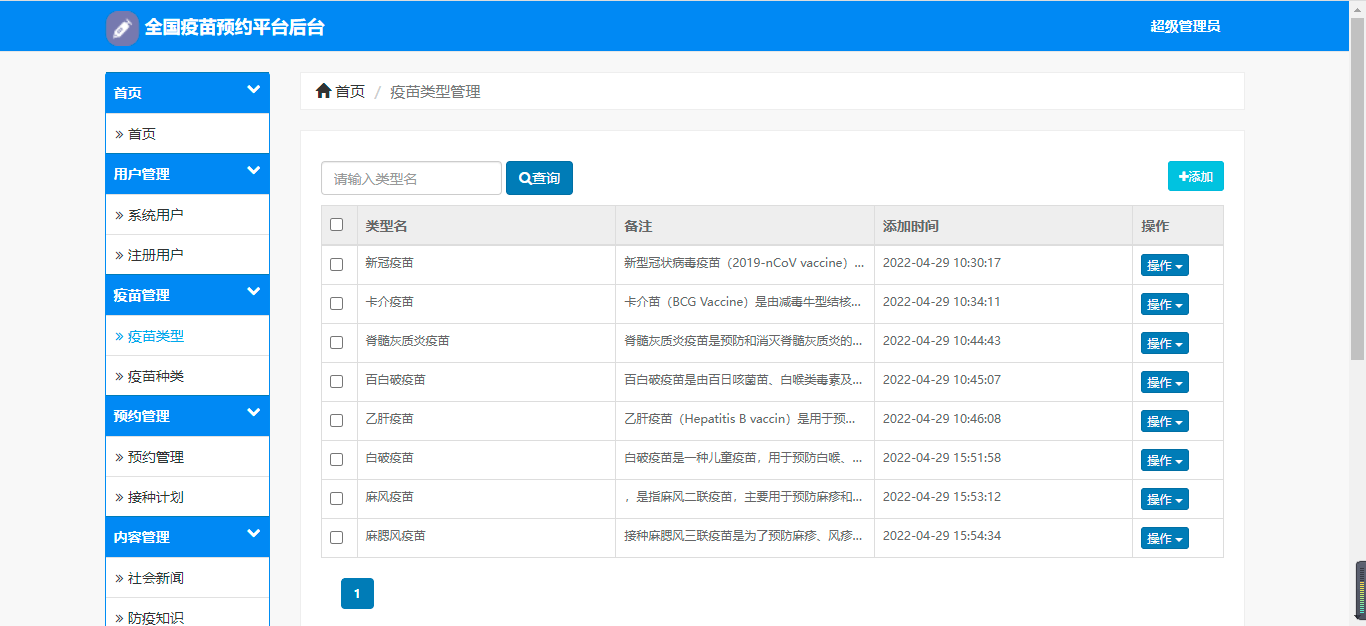 全国疫苗预约平台后台
超级管理员
首页
» 首页
用户管理
» 系统用户
» 注册用户
疫苗管理
» 疫苗类型
» 疫苗种类
预约管理
» 预约管理
» 接种计划
内容管理
» 社会新闻
» 防疫知识
首页 / 疫苗类型管理
请输入类型名 查询 添加
类型名 备注 添加时间 操作
新冠疫苗 新型冠状病毒疫苗（2019-nCoV vaccine）... 2022-04-29 10:30:17 操作
卡介疫苗 卡介苗（BCG Vaccine）是由减毒牛型结核... 2022-04-29 10:34:11 操作
脊髓灰质炎疫苗 脊髓灰质炎疫苗是预防和消灭脊髓灰质炎的... 2022-04-29 10:44:43 操作
百白破疫苗 百白破疫苗是由百日咳菌苗、白喉类毒素及... 2022-04-29 10:45:07 操作
乙肝疫苗 乙肝疫苗（Hepatitis B vaccin）是用于预... 2022-04-29 10:46:08 操作
白破疫苗 白破疫苗是一种儿童疫苗，用于预防白喉、... 2022-04-29 15:51:58 操作
麻风疫苗 ，是指麻风二联疫苗，主要用于预防麻疹和... 2022-04-29 15:53:12 操作
麻腮风疫苗 接种麻腮风三联疫苗是为了预防麻疹、风疹... 2022-04-29 15:54:34 操作
1